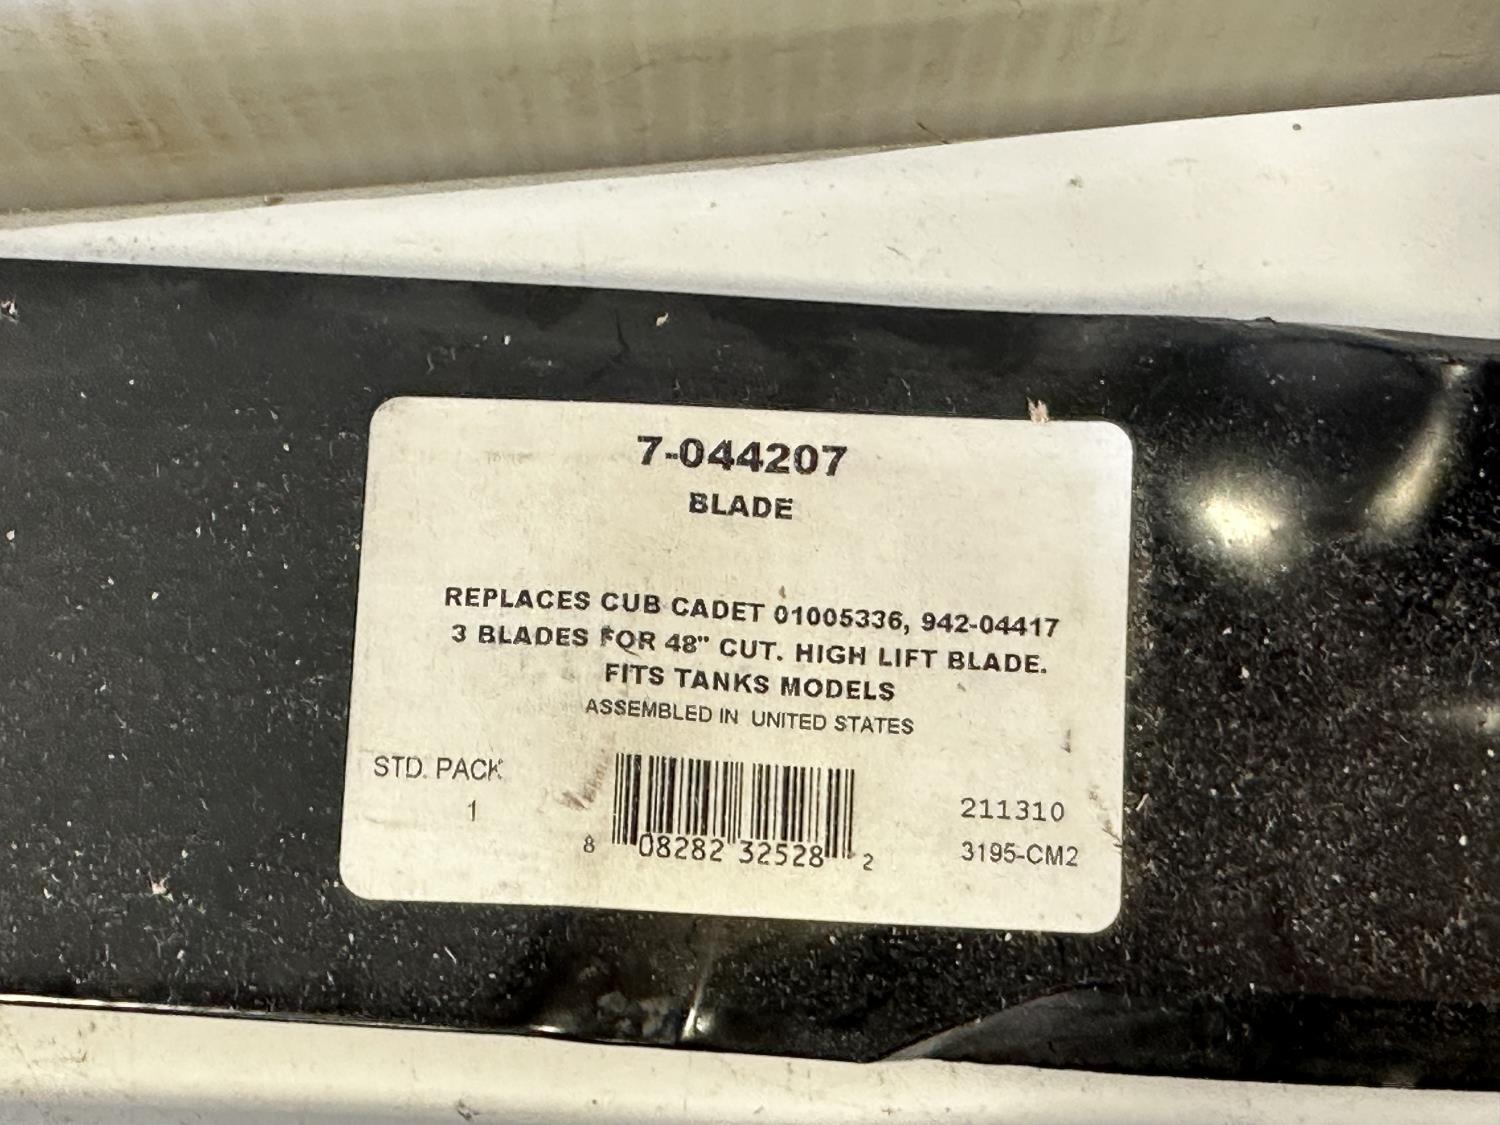 7-044207
BLADE
REPLACES CUB CADET 01005336, 942-04417
3 BLADES FOR 48" CUT. HIGH LIFT BLADE.
FITS TANKS MODELS
ASSEMBLED IN UNITED STATES
STD. PACK
1
8 08282 32528 2
211310
3195-CM2